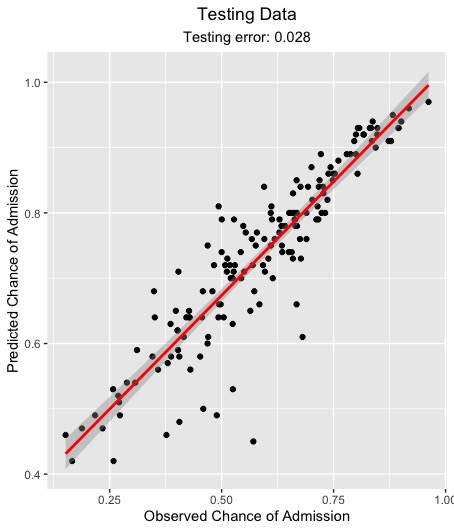 Testing Data
Testing error: 0.028
Predicted Chance of Admission
1.0
0.8
0.6
0.4
0.25
0.50
0.75
1.00
Observed Chance of Admission